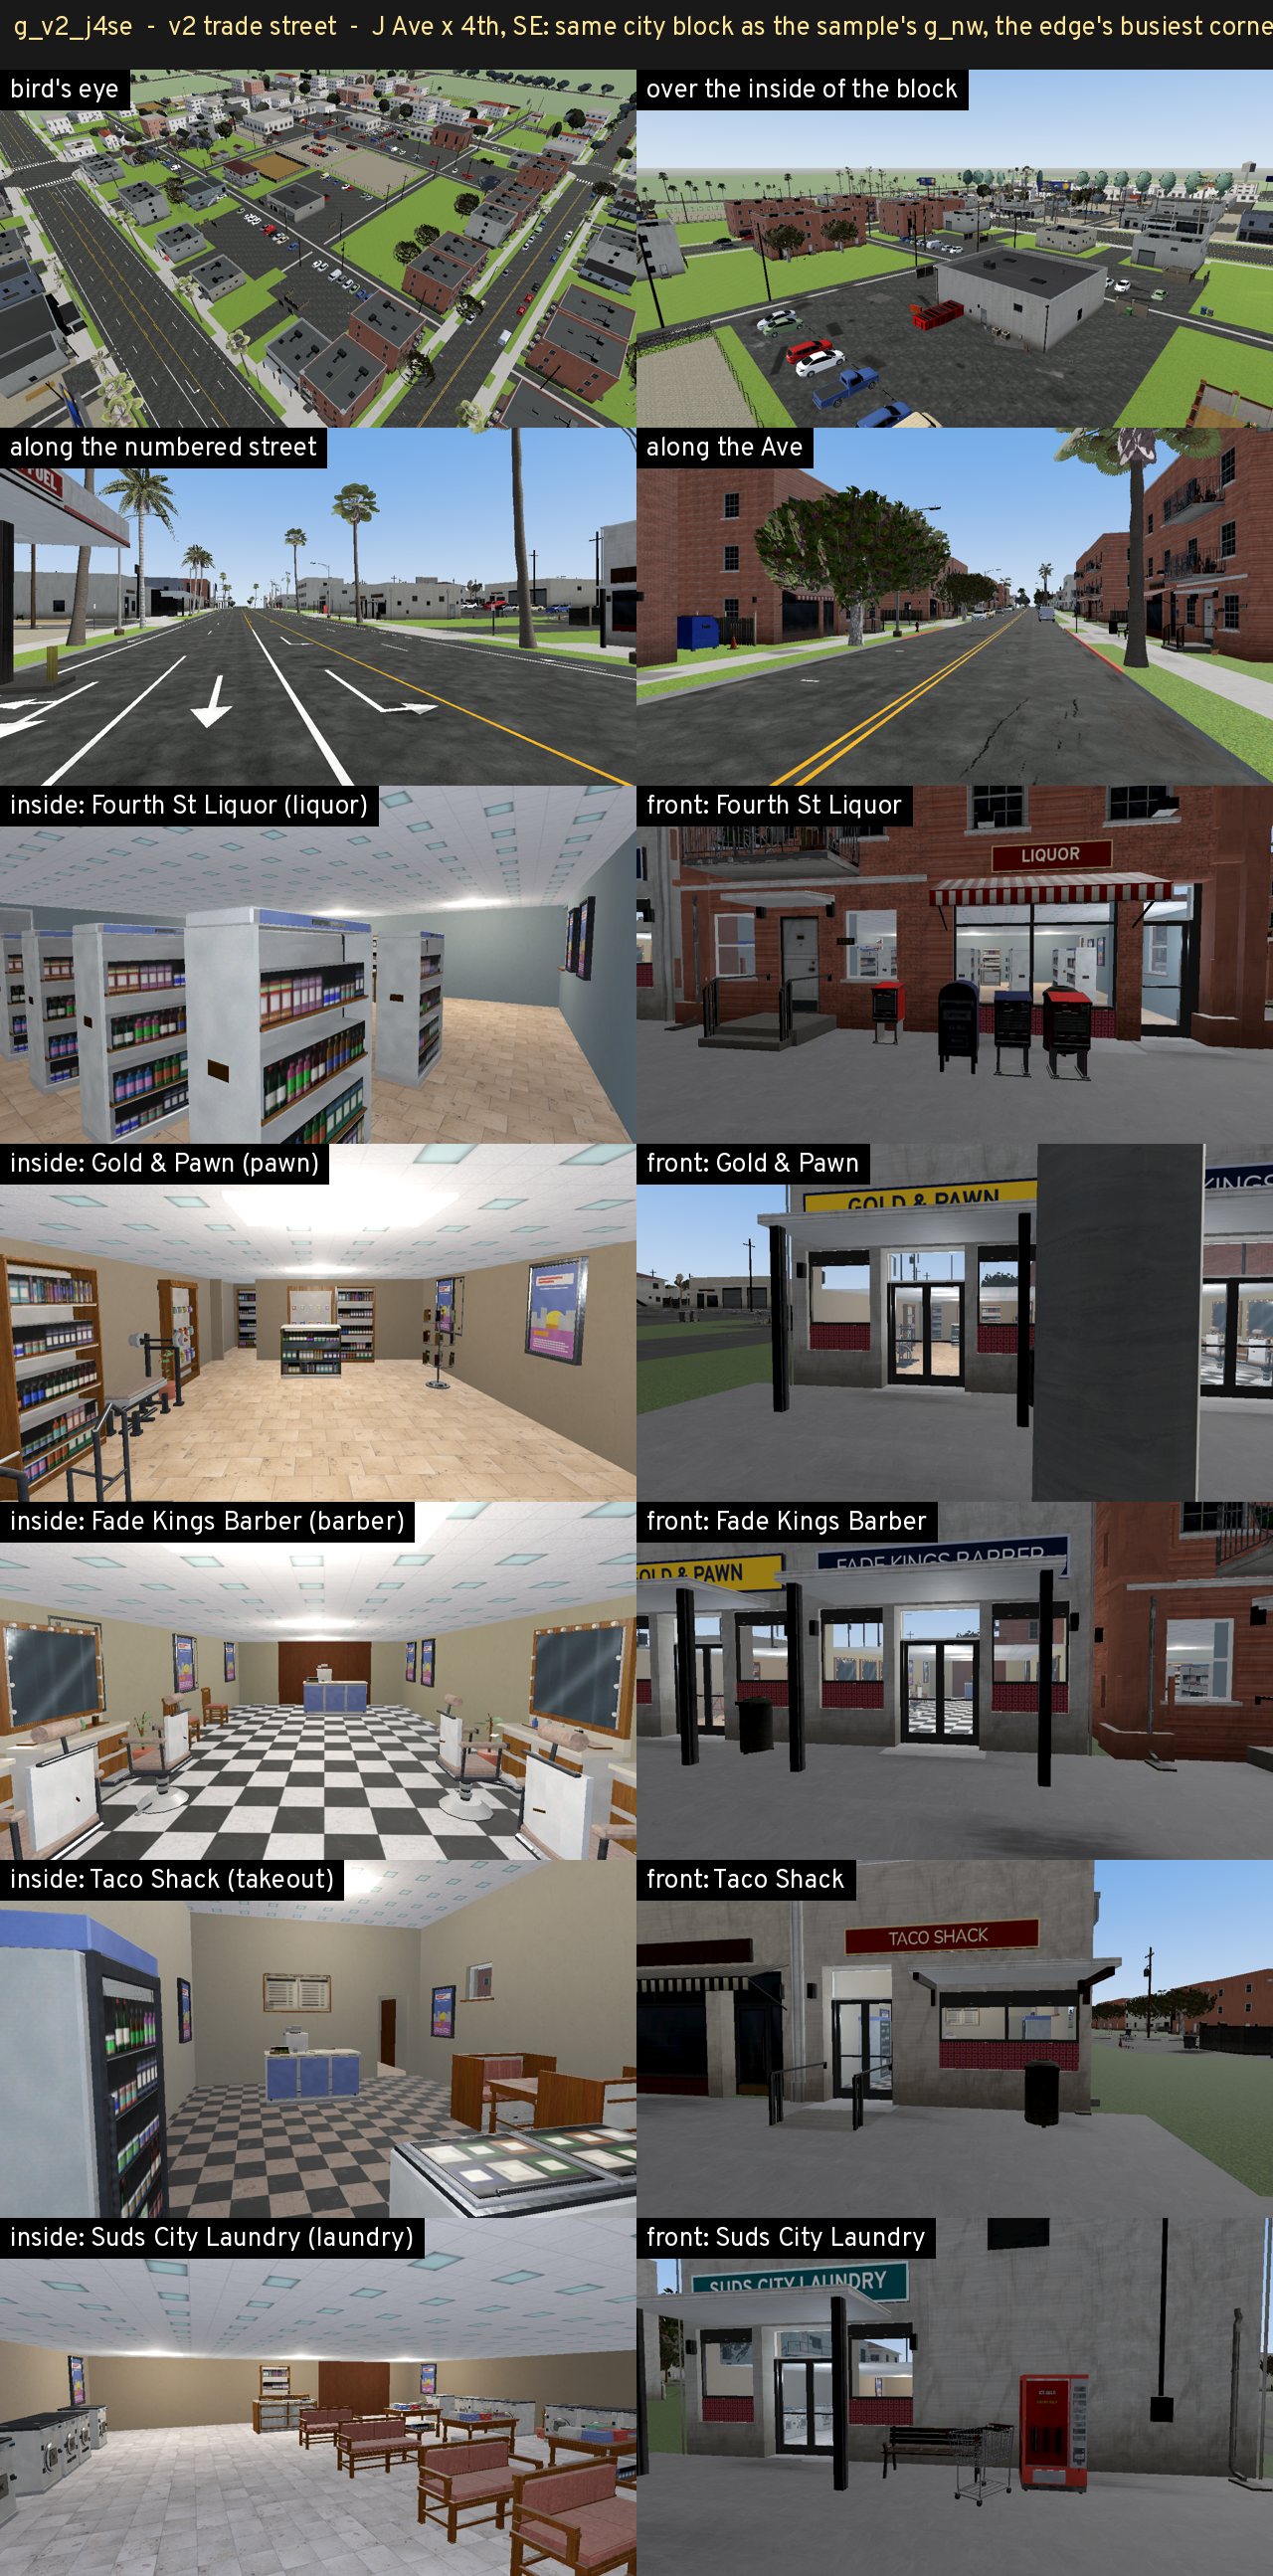 g_v2_j4se - v2 trade street - J Ave x 4th, SE: same city block as the sample's g_nw, the edge's busiest corne
bird's eye
over the inside of the block
along the numbered street
along the Ave
FUEL
inside: Fourth St Liquor (liquor)
front: Fourth St Liquor
LIQUOR
inside: Gold & Pawn (pawn)
front: Gold & Pawn
GOLD & PAWN
KINGS
inside: Fade Kings Barber (barber)
front: Fade Kings Barber
OLD & PAWN
FADE KINGS BARBER
inside: Taco Shack (takeout)
front: Taco Shack
TACO SHACK
inside: Suds City Laundry (laundry)
front: Suds City Laundry
SUDS CITY LAUNDRY